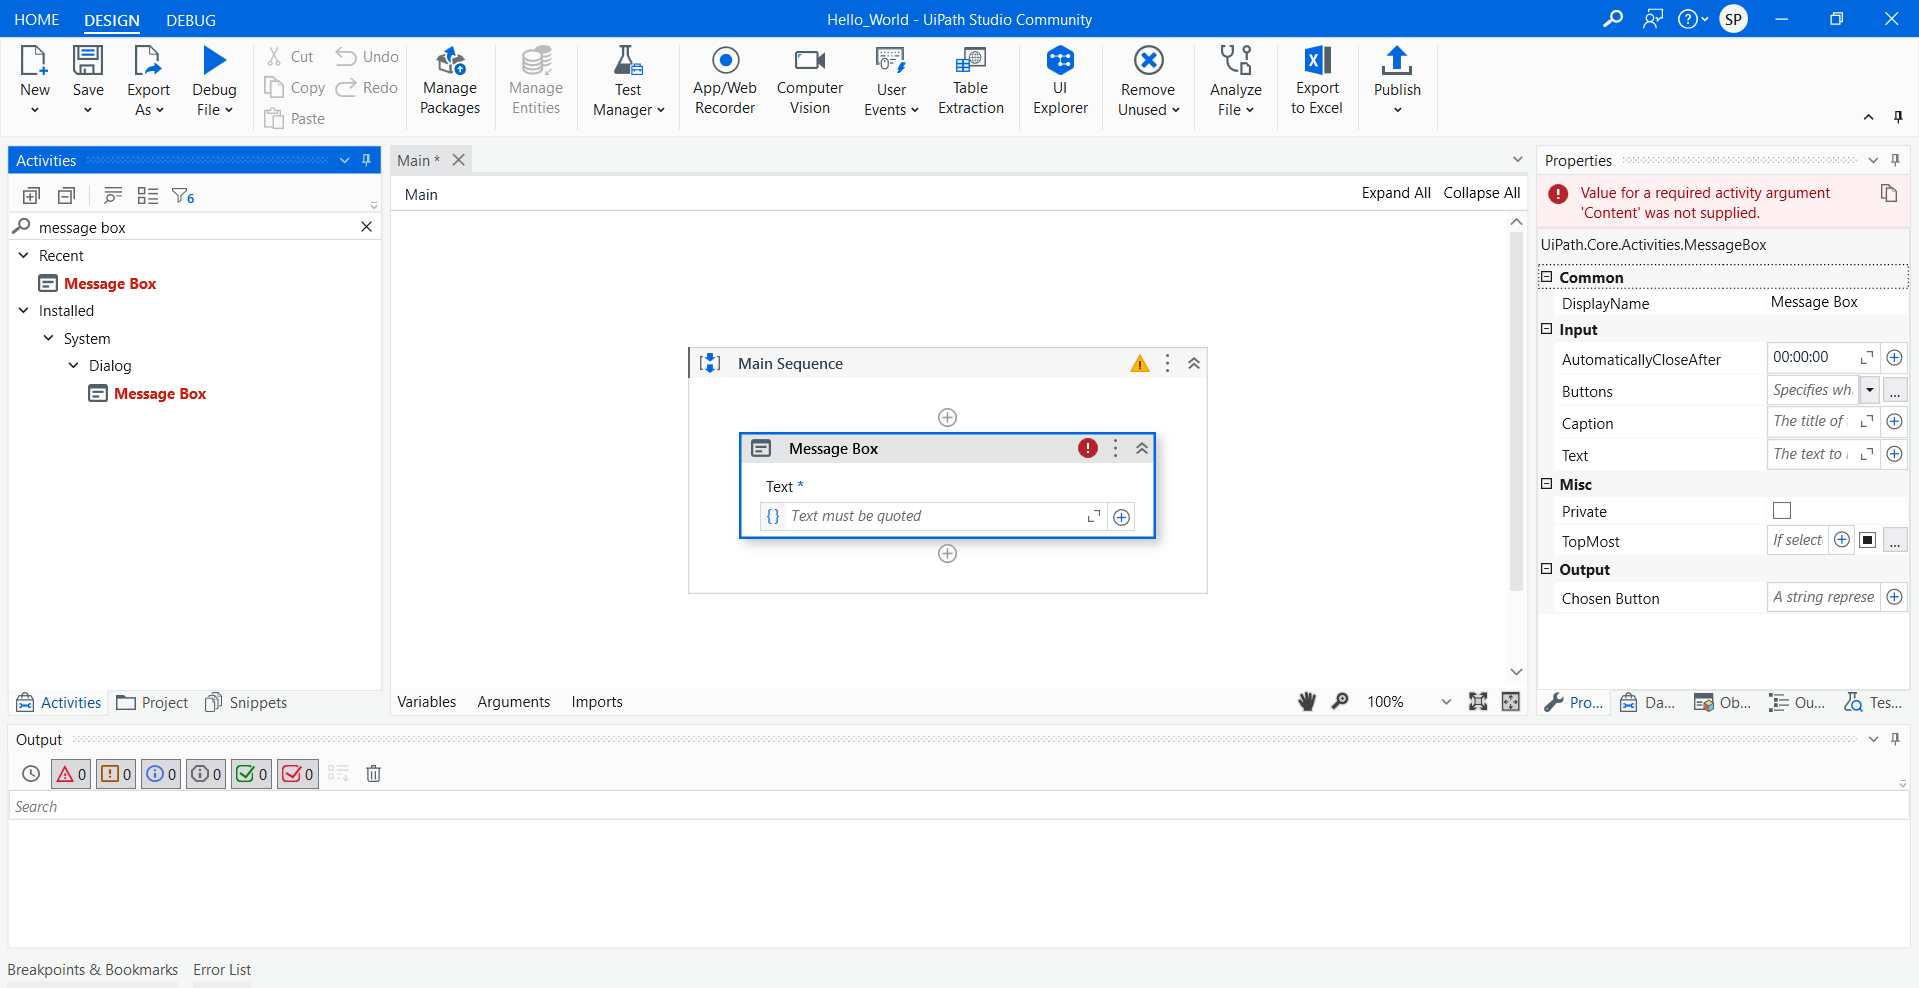 HOME DESIGN DEBUG
Hello_World - UiPath Studio Community
SP
New
Save
Export As
Debug File
Cut
Copy
Paste
Undo
Redo
Manage Packages
Manage Entities
Test Manager
App/Web Recorder
Computer Vision
User Events
Table Extraction
UI Explorer
Remove Unused
Analyze File
Export to Excel
Publish
Activities
6
message box
Recent
Message Box
Installed
System
Dialog
Message Box
Activities Project Snippets
Main *
Main
Expand All Collapse All
Main Sequence
Message Box
Text *
{} Text must be quoted
Variables Arguments Imports
100%
Properties
Value for a required activity argument
'Content' was not supplied.
UiPath.Core.Activities.MessageBox
Common
DisplayName Message Box
Input
AutomaticallyCloseAfter 00:00:00
Buttons Specifies wh ...
Caption The title of
Text The text to
Misc
Private
TopMost If select ...
Output
Chosen Button A string represe
Pro... Da... Ob... Ou... Tes...
Output
0 0 0 0 0 0
Search
Breakpoints & Bookmarks Error List